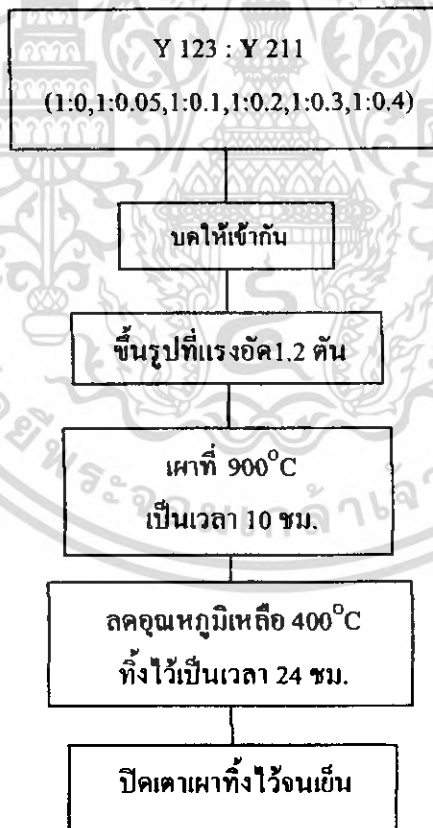 Y 123 : Y 211
(1:0,1:0.05,1:0.1,1:0.2,1:0.3,1:0.4)
บดให้เข้ากัน
ขึ้นรูปที่แรงอัด1.2 ตัน
เผาที่ 900°C
เป็นเวลา 10 ชม.
ลดอุณหภูมิเหลือ 400°C
ทิ้งไว้เป็นเวลา 24 ชม.
ปิดเตาเผาทิ้งไว้จนเย็น